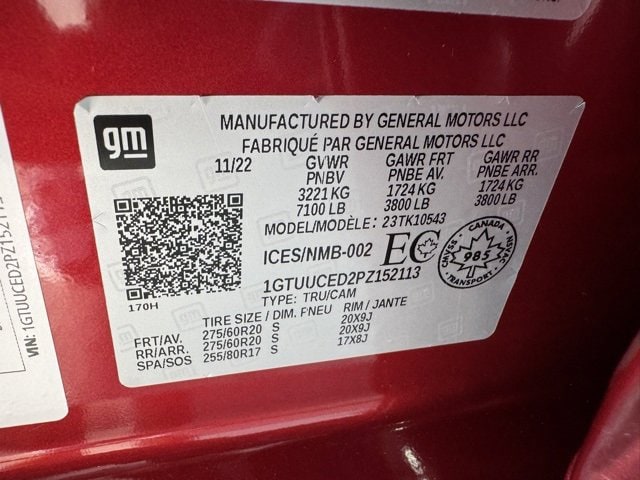 gm
MANUFACTURED BY GENERAL MOTORS LLC
FABRIQUÉ PAR GENERAL MOTORS LLC
11/22 GVWR GAWR FRT GAWR RR
PNBV PNBE AV. PNBE ARR.
3221 KG 1724 KG 1724 KG
7100 LB 3800 LB 3800 LB
MODEL/MODÈLE: 23TK10543
ICES/NMB-002 EC
CANADA
985
TRANSPORT
1GTUUCED2PZ152113
TYPE: TRU/CAM
170H
TIRE SIZE / DIM. PNEU RIM / JANTE
FRT/AV. 275/60R20 S 20X9J
RR/ARR. 275/60R20 S 20X9J
SPA/SOS 255/80R17 S 17X8J
VIN: 1GTUUCED2PZ152113